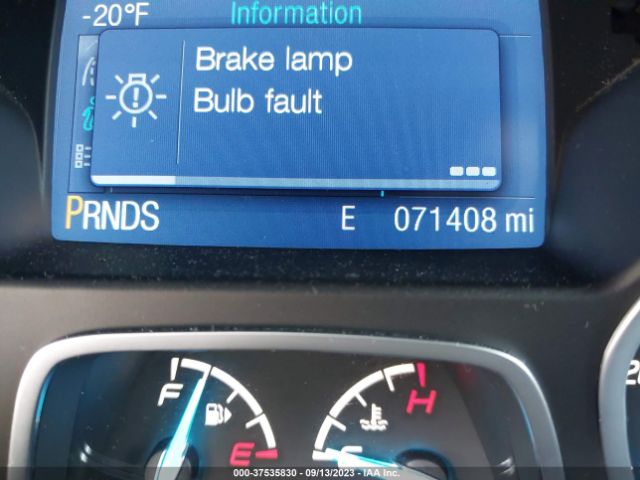 -20°F Information
Brake lamp
Bulb fault
PRNDS E 071408 mi
F H
E
000-37535830 - 09/13/2023 - IAA Inc.